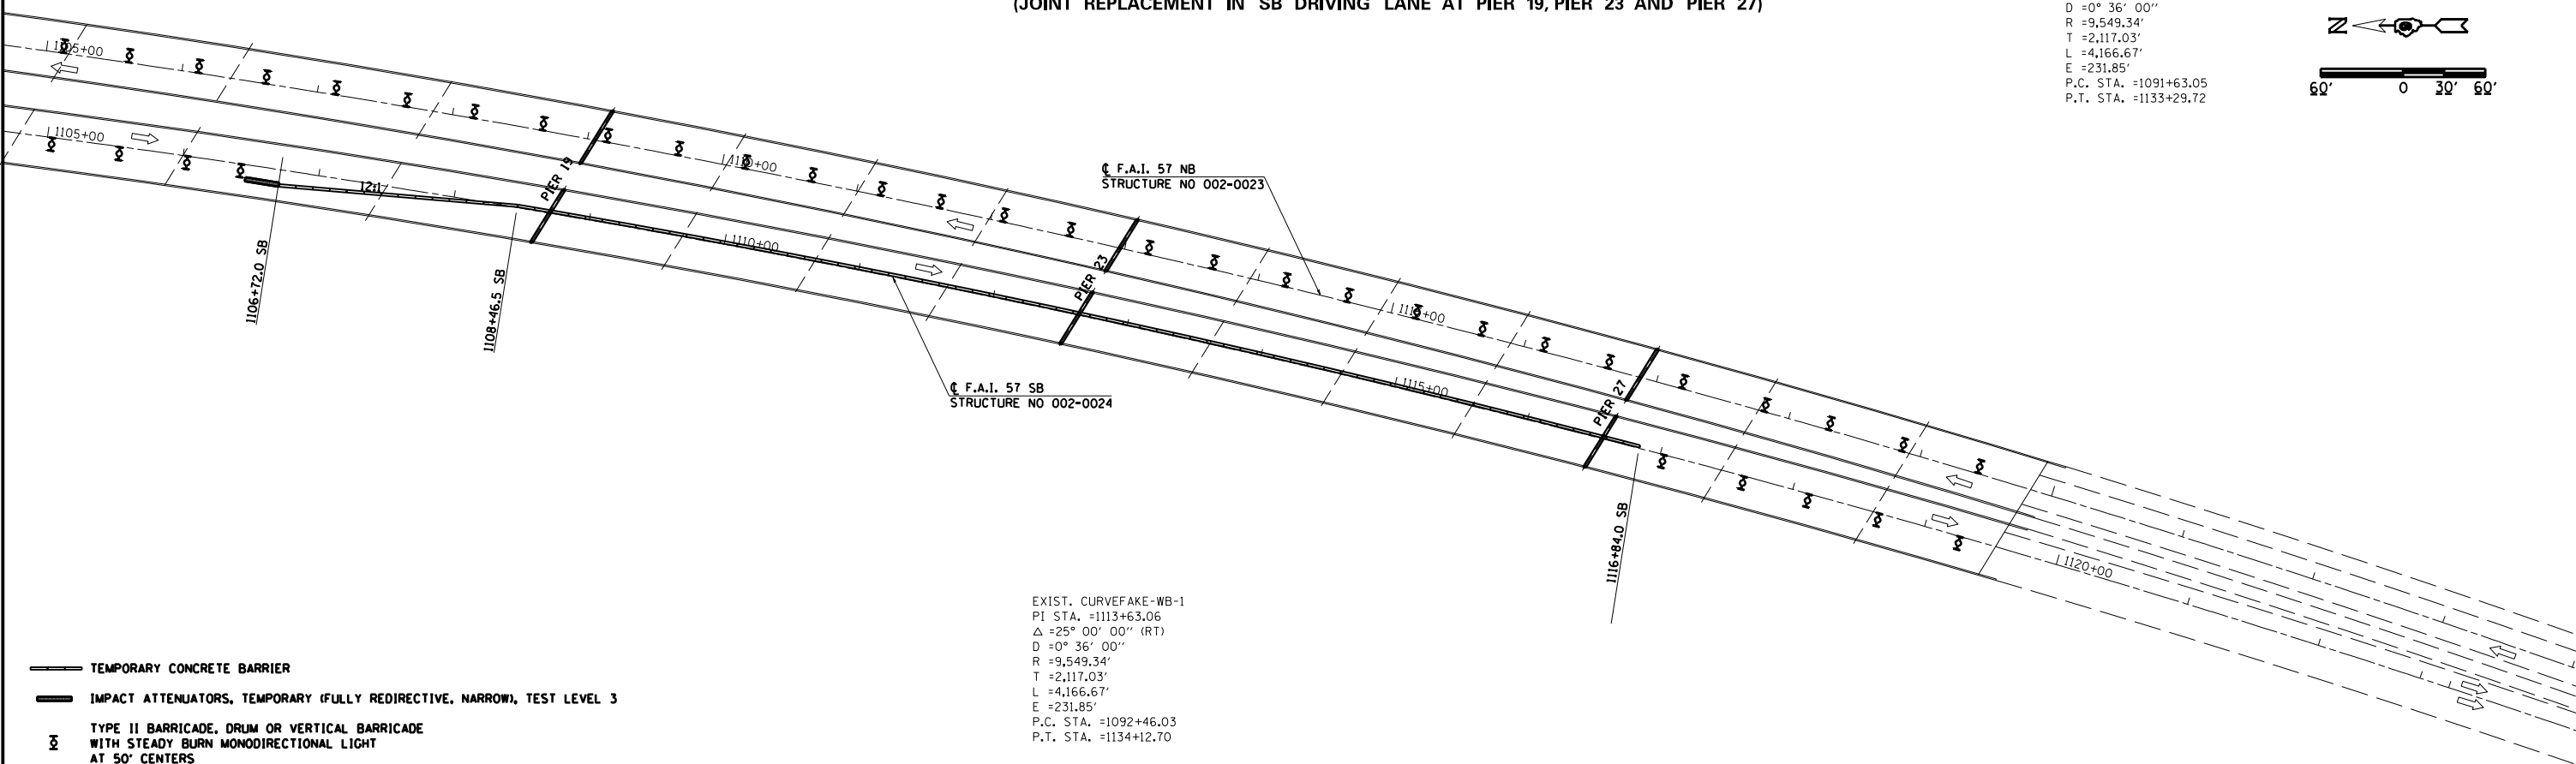 (JOINT REPLACEMENT IN SB DRIVING LANE AT PIER 19, PIER 23 AND PIER 27)
D =0° 36' 00''
R =9,549.34'
T =2,117.03'
L =4,166.67'
E =231.85'
P.C. STA. =1091+63.05
P.T. STA. =1133+29.72
N
60' 0 30' 60'
1105+00
1105+00
12:1
PIER 19
1110+00
1110+00
℄ F.A.I. 57 NB
STRUCTURE NO 002-0023
PIER 23
1115+00
1115+00
PIER 27
1106+72.0 SB
1108+46.5 SB
℄ F.A.I. 57 SB
STRUCTURE NO 002-0024
1116+84.0 SB
1120+00
EXIST. CURVEFAKE-WB-1
PI STA. =1113+63.06
△ =25° 00' 00'' (RT)
D =0° 36' 00''
R =9,549.34'
T =2,117.03'
L =4,166.67'
E =231.85'
P.C. STA. =1092+46.03
P.T. STA. =1134+12.70
TEMPORARY CONCRETE BARRIER
IMPACT ATTENUATORS, TEMPORARY (FULLY REDIRECTIVE, NARROW), TEST LEVEL 3
TYPE II BARRICADE, DRUM OR VERTICAL BARRICADE
WITH STEADY BURN MONODIRECTIONAL LIGHT
AT 50' CENTERS